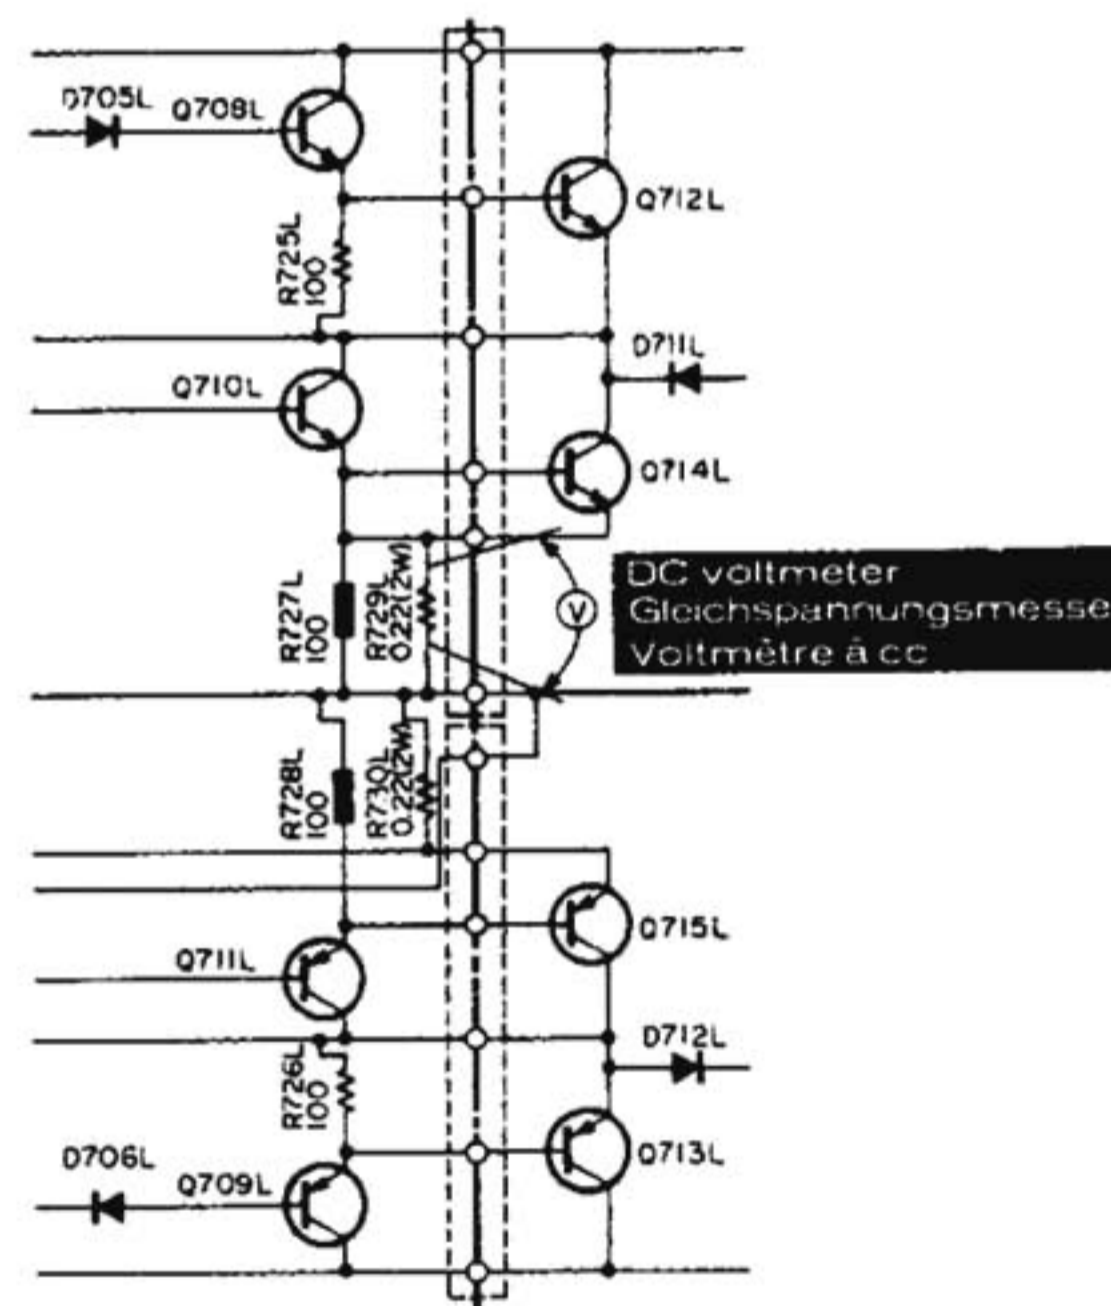 D705L
Q708L
Q712L
R725L
100
D711L
Q710L
Q714L
R727L
100
R729L
0.22(2W)
V
DC voltmeter
Gleichspannungsmesse
Voltmètre à cc
R728L
100
R730L
0.22(2W)
Q715L
Q711L
D712L
R726L
100
Q713L
D706L
Q709L